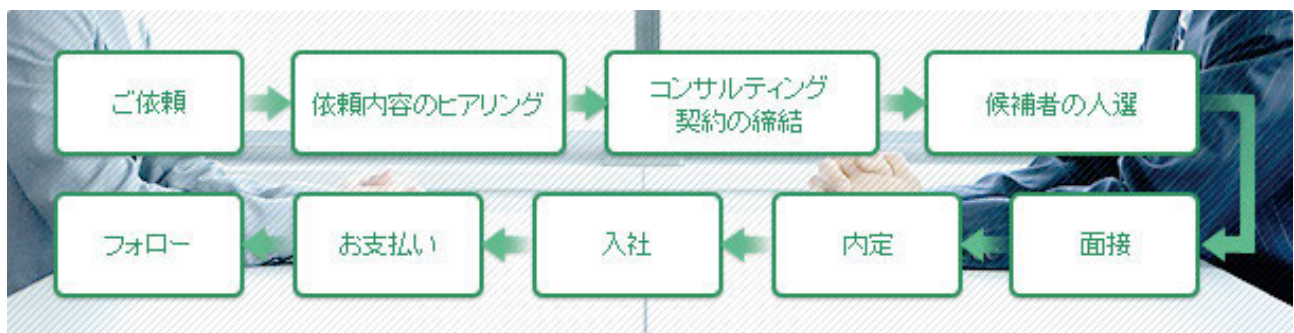 ご依頼
依頼内容のヒアリング
コンサルティング
契約の締結
候補者の人選
面接
内定
入社
お支払い
フォロー